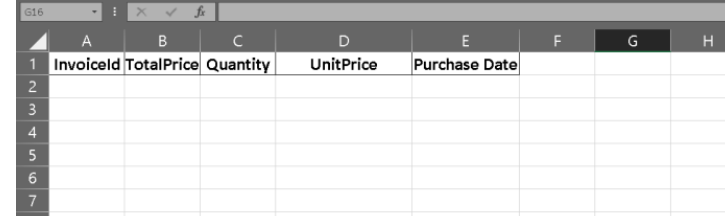 G16 fx
A B C D E F G H
1 InvoiceId TotalPrice Quantity UnitPrice Purchase Date
2
3
4
5
6
7